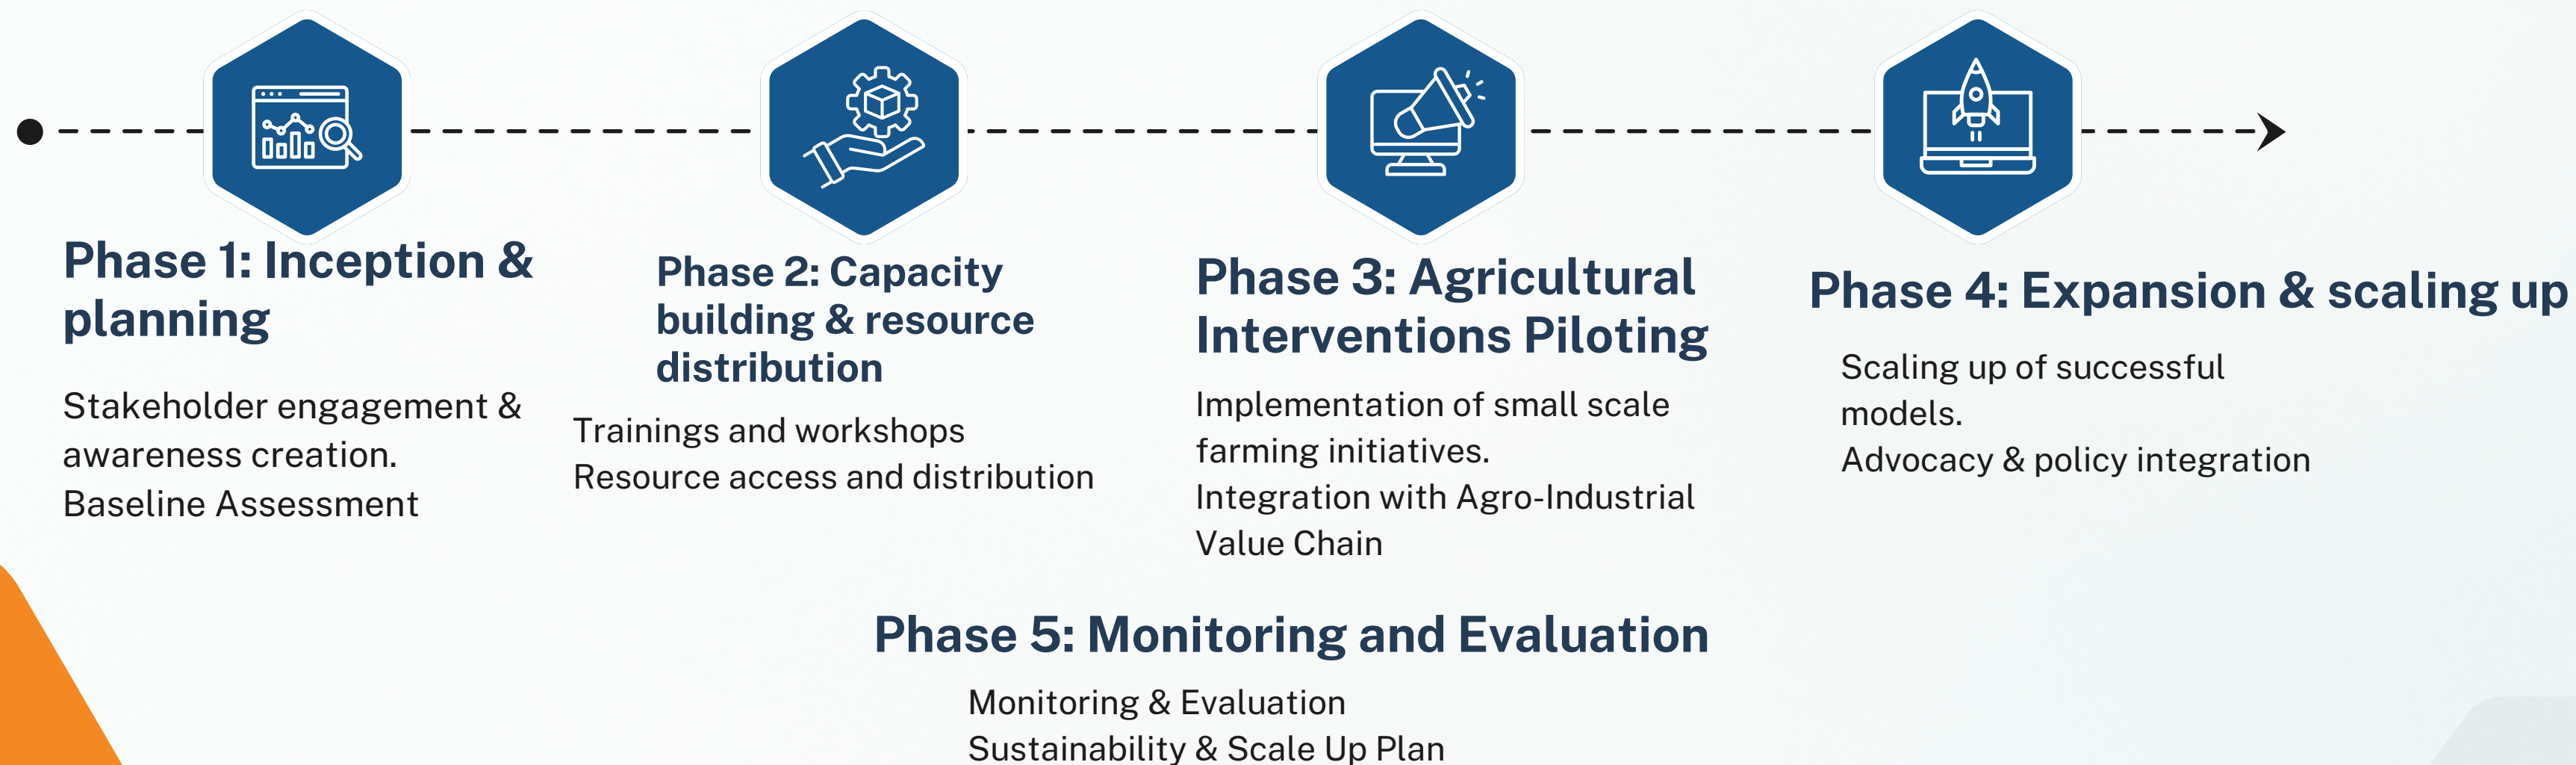 Phase 1: Inception &
planning
Stakeholder engagement &
awareness creation.
Baseline Assessment
Phase 2: Capacity
building & resource
distribution
Trainings and workshops
Resource access and distribution
Phase 3: Agricultural
Interventions Piloting
Implementation of small scale
farming initiatives.
Integration with Agro-Industrial
Value Chain
Phase 4: Expansion & scaling up
Scaling up of successful
models.
Advocacy & policy integration
Phase 5: Monitoring and Evaluation
Monitoring & Evaluation
Sustainability & Scale Up Plan